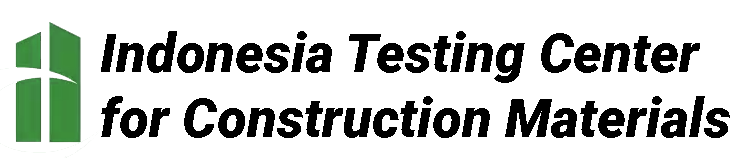 Indonesia Testing Center
for Construction Materials